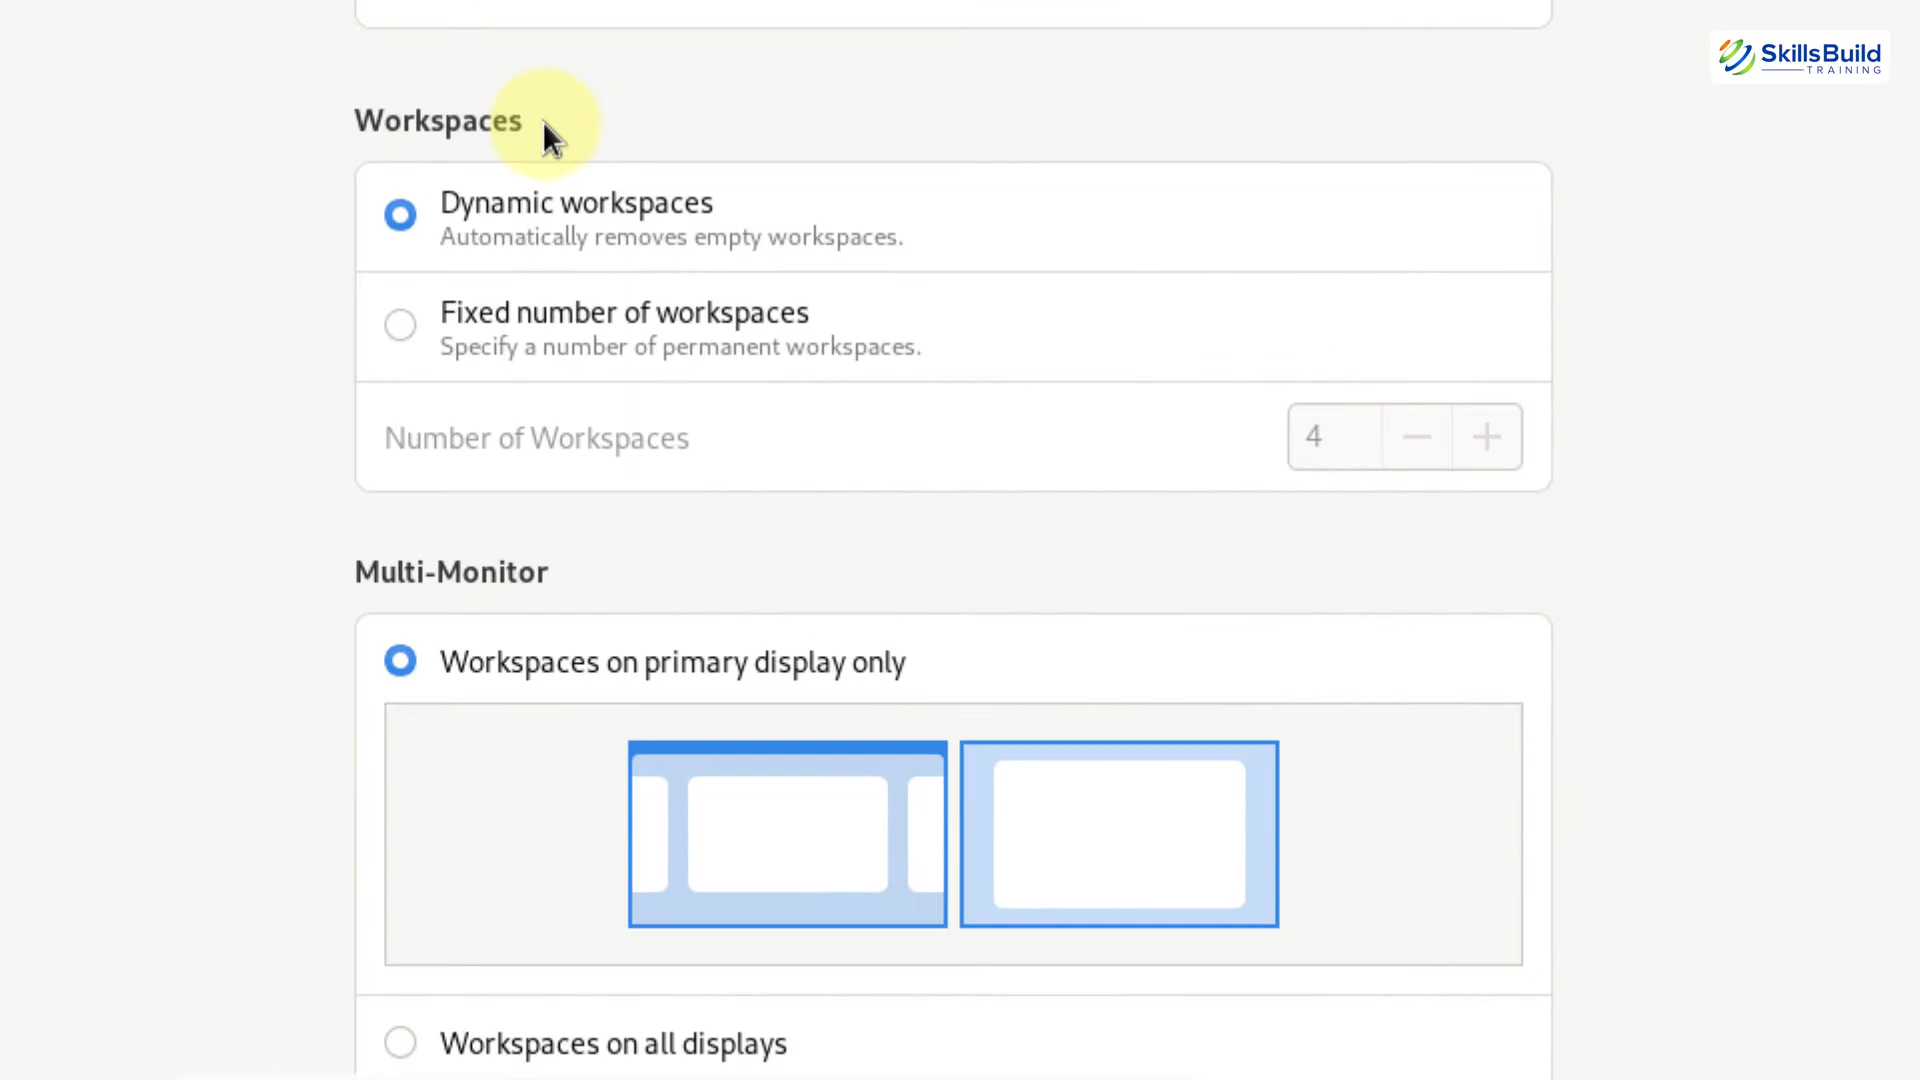 SkillsBuild
TRAINING
Workspaces
Dynamic workspaces
Automatically removes empty workspaces.
Fixed number of workspaces
Specify a number of permanent workspaces.
Number of Workspaces
4
Multi-Monitor
Workspaces on primary display only
Workspaces on all displays